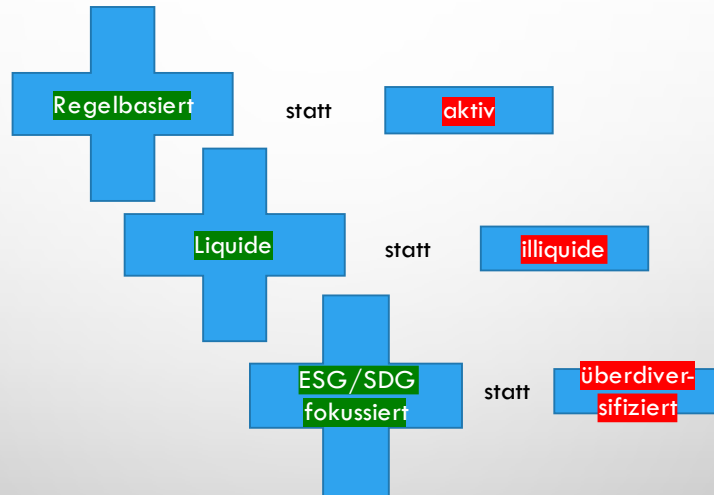 Regelbasiert statt aktiv
Liquide statt illiquide
ESG/SDG
fokussiert
statt
überdiver-
sifiziert